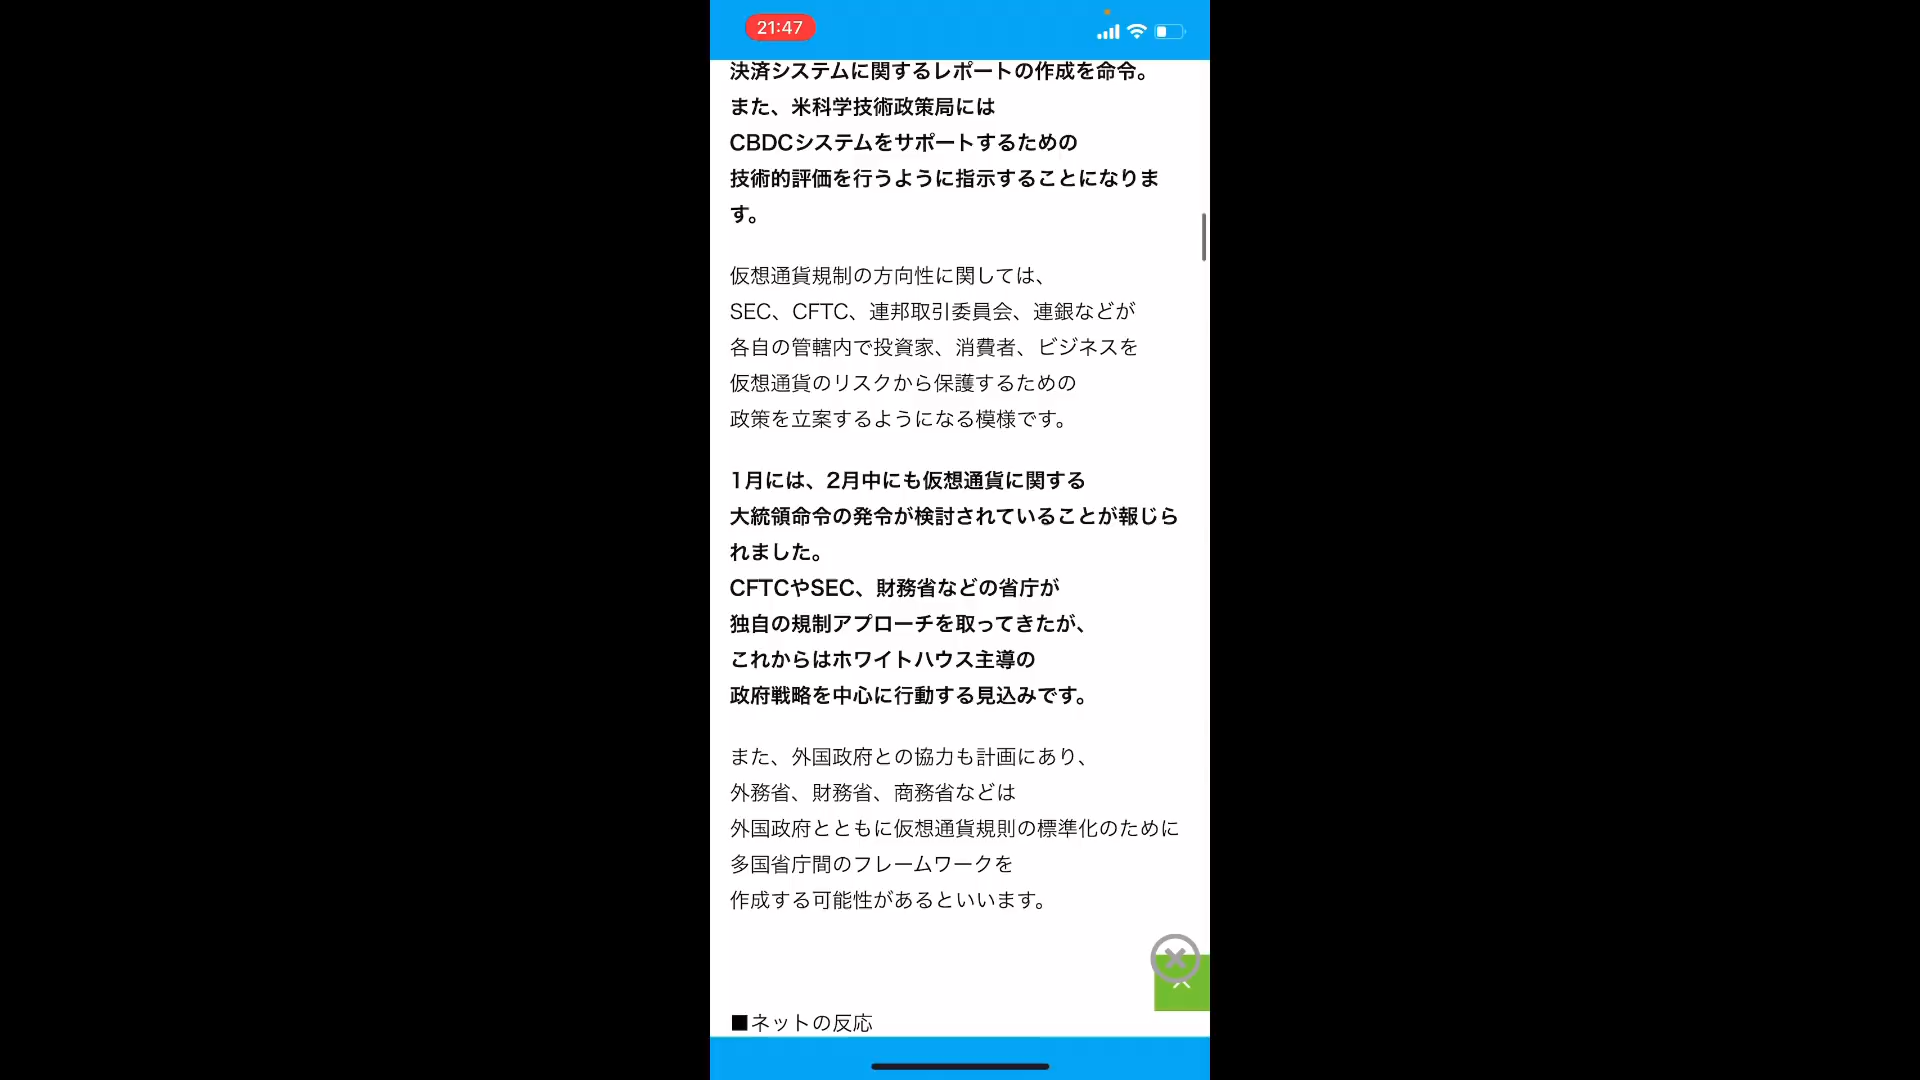 21:47
決済システムに関するレポートの作成を命令。
また、米科学技術政策局には
CBDCシステムをサポートするための
技術的評価を行うように指示することになりま
す。
仮想通貨規制の方向性に関しては、
SEC、CFTC、連邦取引委員会、連銀などが
各自の管轄内で投資家、消費者、ビジネスを
仮想通貨のリスクから保護するための
政策を立案するようになる模様です。
1月には、2月中にも仮想通貨に関する
大統領命令の発令が検討されていることが報じら
れました。
CFTCやSEC、財務省などの省庁が
独自の規制アプローチを取ってきたが、
これからはホワイトハウス主導の
政府戦略を中心に行動する見込みです。
また、外国政府との協力も計画にあり、
外務省、財務省、商務省などは
外国政府とともに仮想通貨規則の標準化のために
多国省庁間のフレームワークを
作成する可能性があるといいます。
■ネットの反応